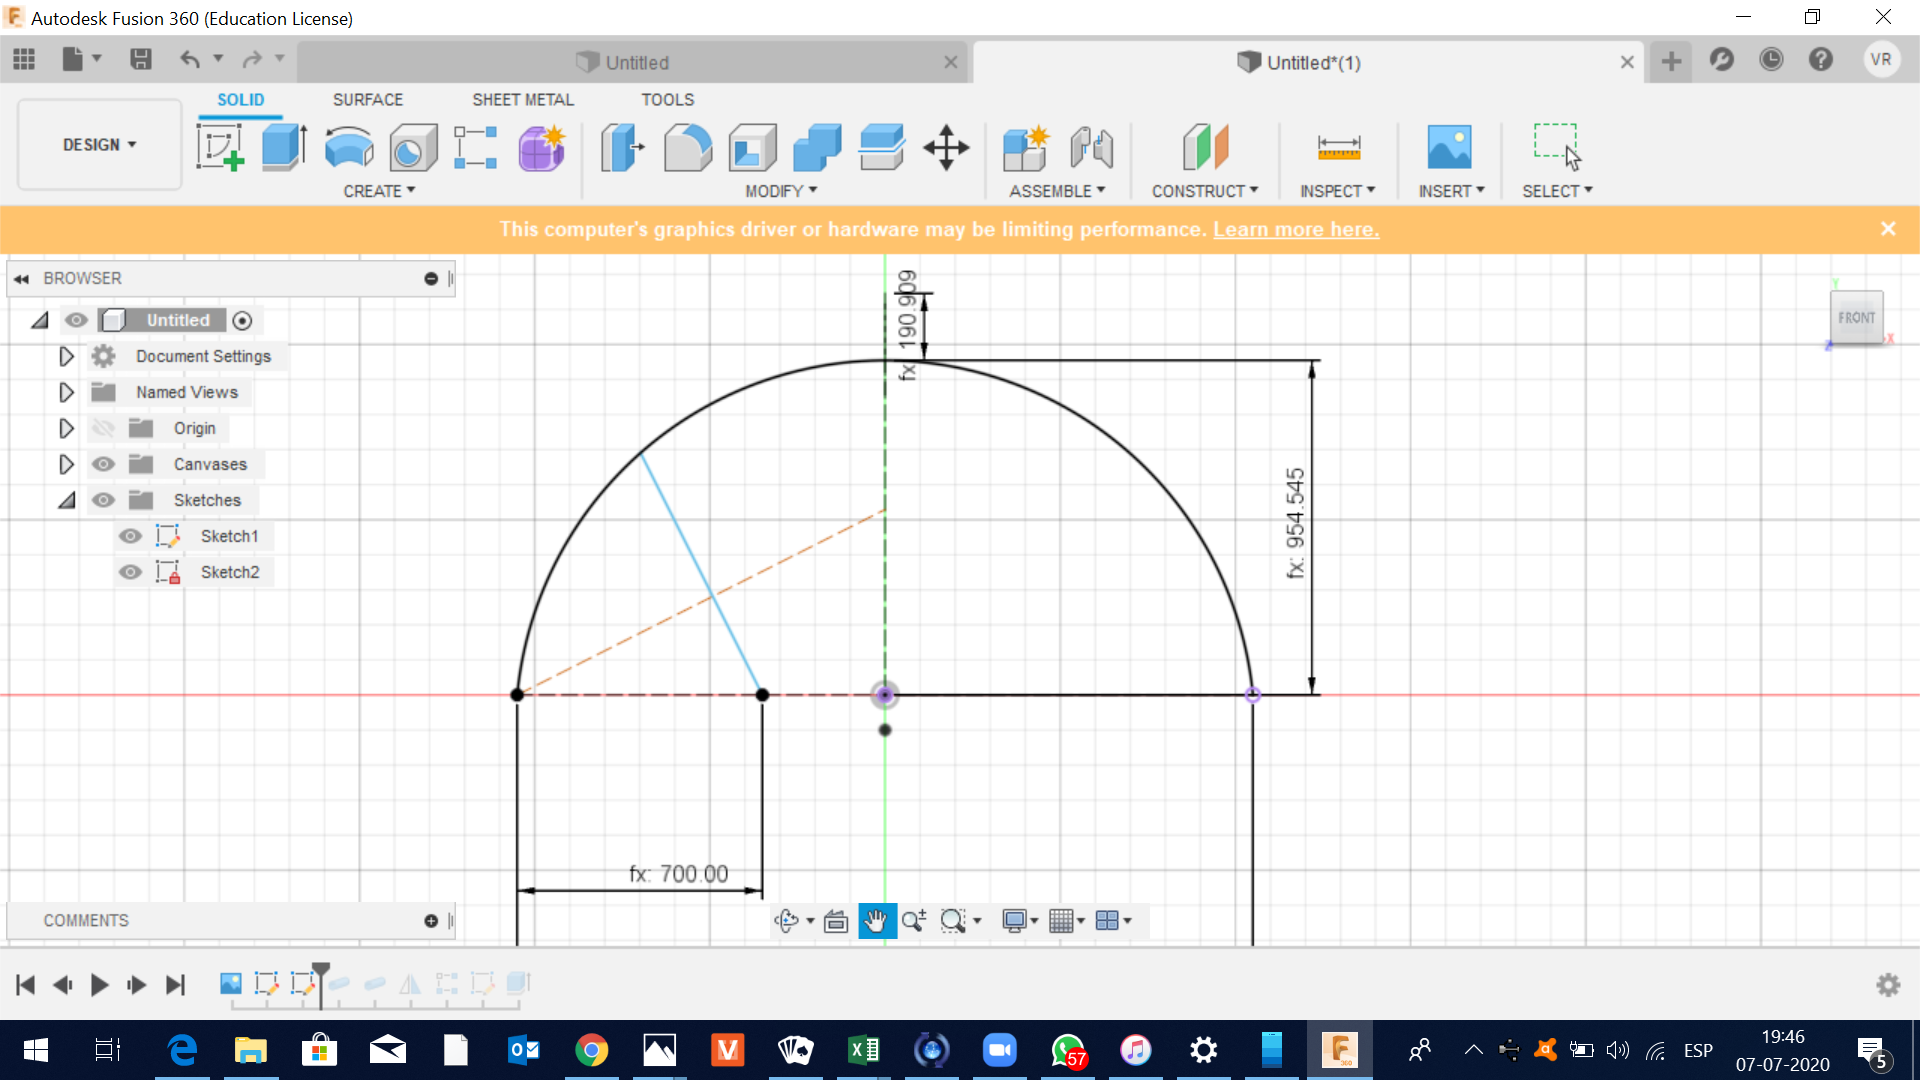 Autodesk Fusion 360 (Education License)
Untitled
Untitled*(1)
VR
DESIGN
SOLID
SURFACE
SHEET METAL
TOOLS
CREATE
MODIFY
ASSEMBLE
CONSTRUCT
INSPECT
INSERT
SELECT
This computer's graphics driver or hardware may be limiting performance. Learn more here.
BROWSER
Untitled
Document Settings
Named Views
Origin
Canvases
Sketches
Sketch1
Sketch2
fx: 190.909
fx: 954.545
fx: 700.00
FRONT
Y
X
Z
COMMENTS
57
ESP
19:46
07-07-2020
5